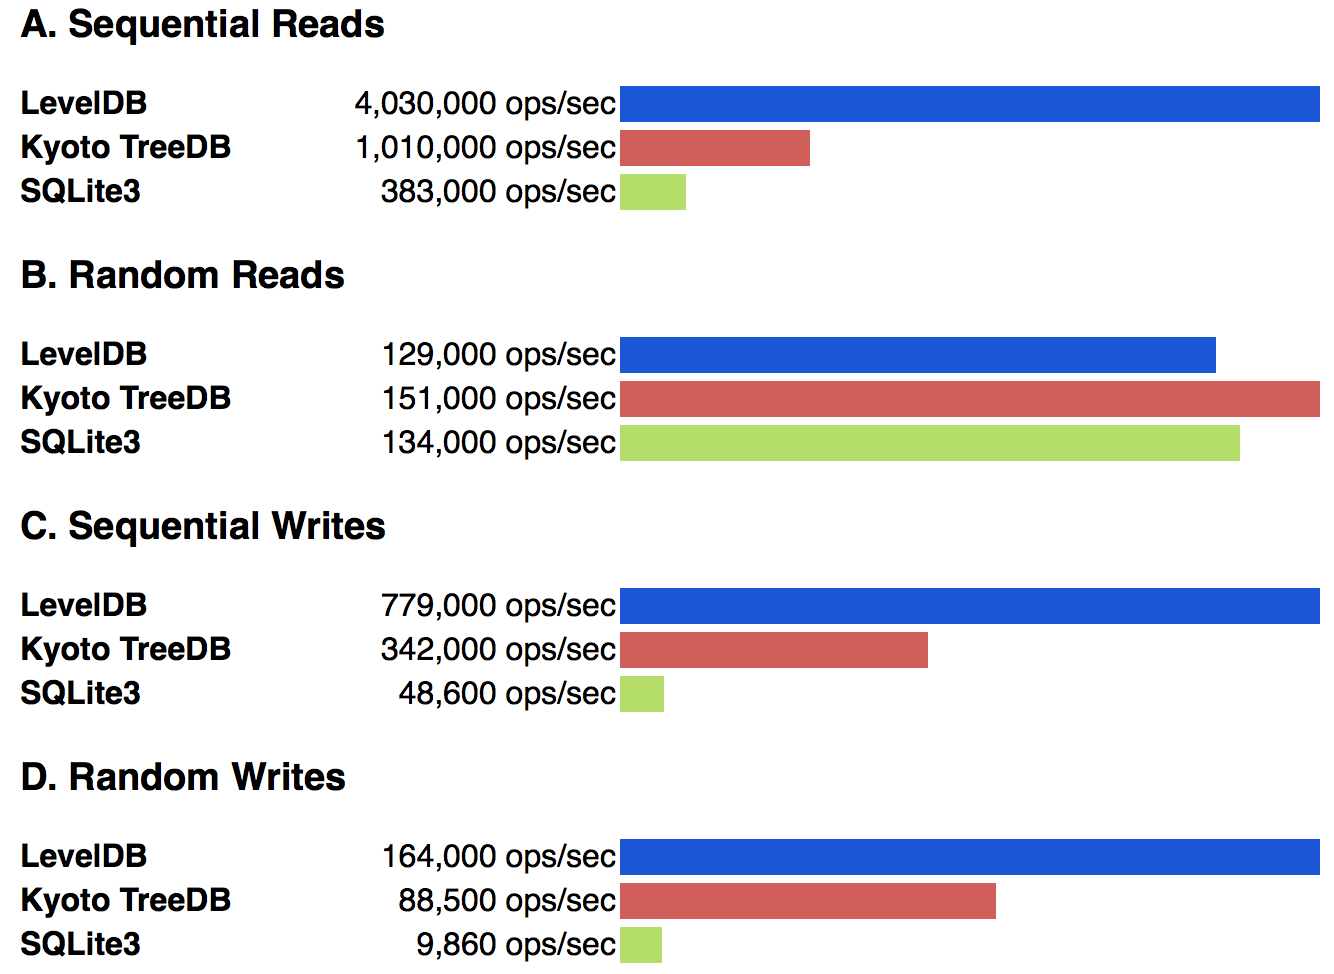 A. Sequential Reads
LevelDB 4,030,000 ops/sec
Kyoto TreeDB 1,010,000 ops/sec
SQLite3 383,000 ops/sec
B. Random Reads
LevelDB 129,000 ops/sec
Kyoto TreeDB 151,000 ops/sec
SQLite3 134,000 ops/sec
C. Sequential Writes
LevelDB 779,000 ops/sec
Kyoto TreeDB 342,000 ops/sec
SQLite3 48,600 ops/sec
D. Random Writes
LevelDB 164,000 ops/sec
Kyoto TreeDB 88,500 ops/sec
SQLite3 9,860 ops/sec